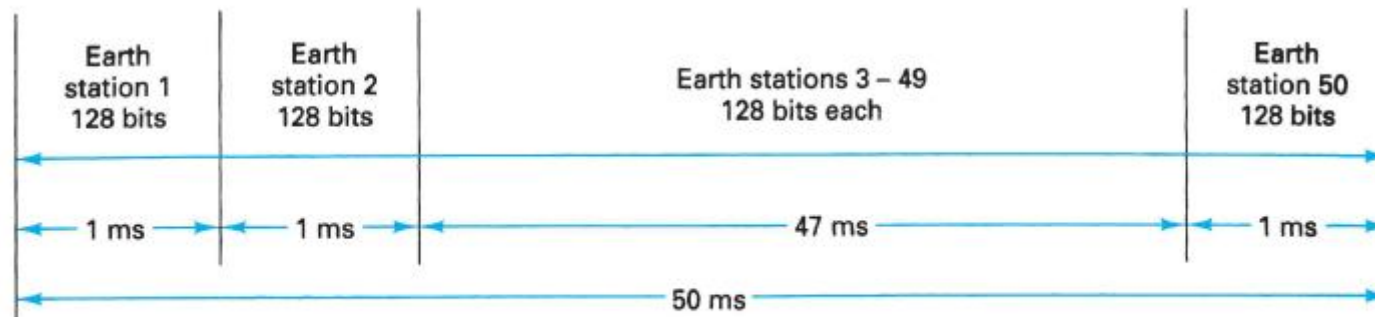 Earth
station 1
128 bits
Earth
station 2
128 bits
Earth stations 3 – 49
128 bits each
Earth
station 50
128 bits
1 ms
1 ms
47 ms
1 ms
50 ms